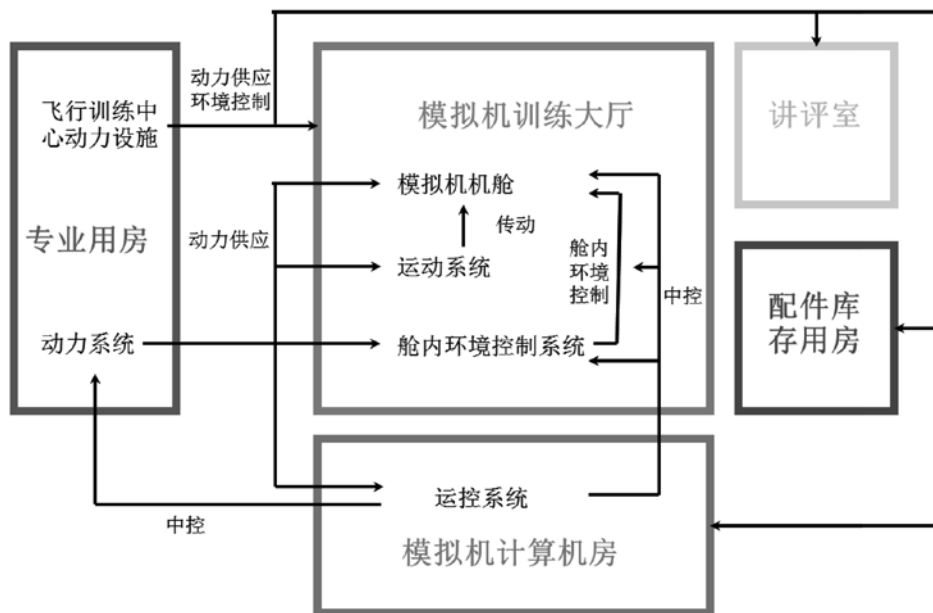 飞行训练中
心动力设施
专业用房
动力系统
动力供应
环境控制
动力供应
中控
模拟机训练大厅
模拟机机舱
传动
运动系统
舱内
环境
控制
中控
舱内环境控制系统
运控系统
模拟机计算机房
讲评室
配件库
存用房